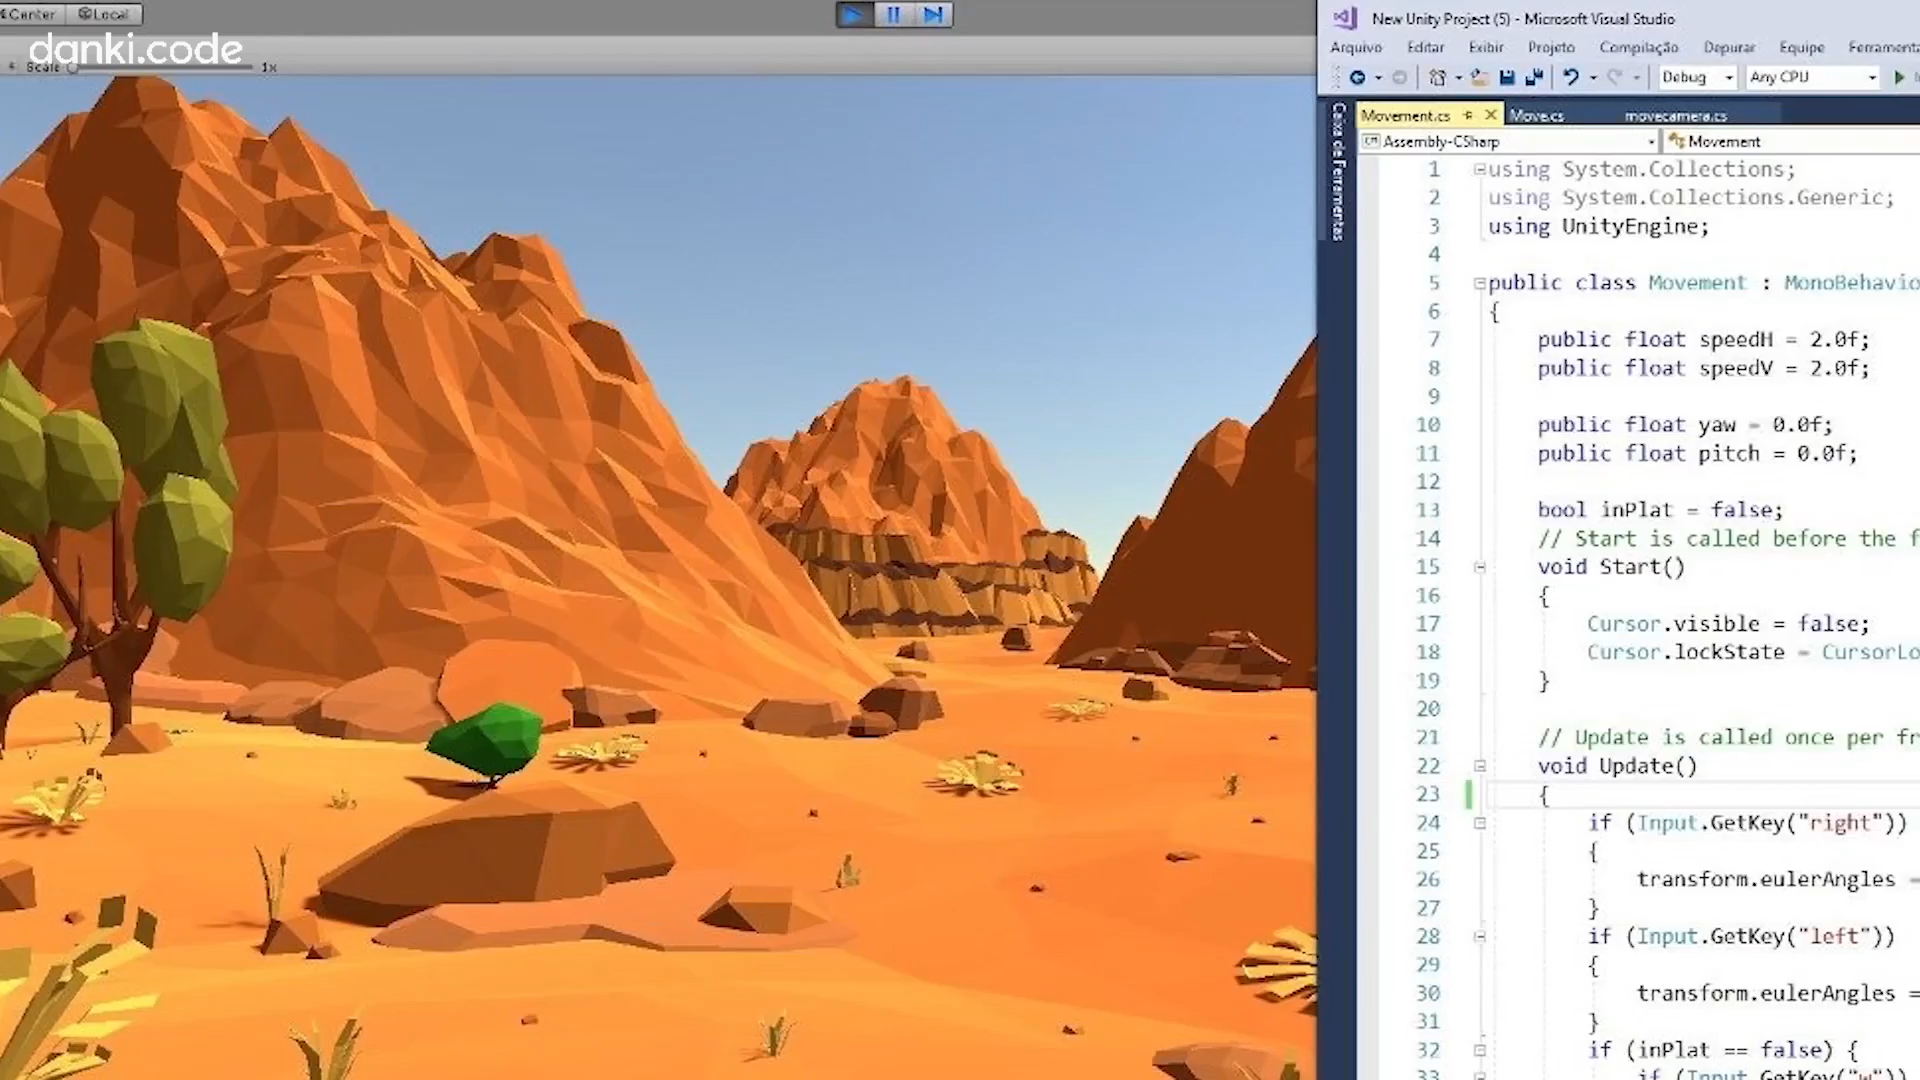 Center Local
danki.code
Scale 1x
New Unity Project (5) - Microsoft Visual Studio
Arquivo Editar Exibir Projeto Compilação Depurar Equipe Ferramenta
Debug Any CPU
Caixa de Ferramentas
Movement.cs Move.cs movecamera.cs
Assembly-CSharp Movement
1 using System.Collections;
2 using System.Collections.Generic;
3 using UnityEngine;
4
5 public class Movement : MonoBehavio
6 {
7 public float speedH = 2.0f;
8 public float speedV = 2.0f;
9
10 public float yaw = 0.0f;
11 public float pitch = 0.0f;
12
13 bool inPlat = false;
14 // Start is called before the f
15 void Start()
16 {
17 Cursor.visible = false;
18 Cursor.lockState = CursorLo
19 }
20
21 // Update is called once per fr
22 void Update()
23 {
24 if (Input.GetKey("right"))
25 {
26 transform.eulerAngles =
27 }
28 if (Input.GetKey("left"))
29 {
30 transform.eulerAngles =
31 }
32 if (inPlat == false) {
33 if (Input.GetKey("w"))